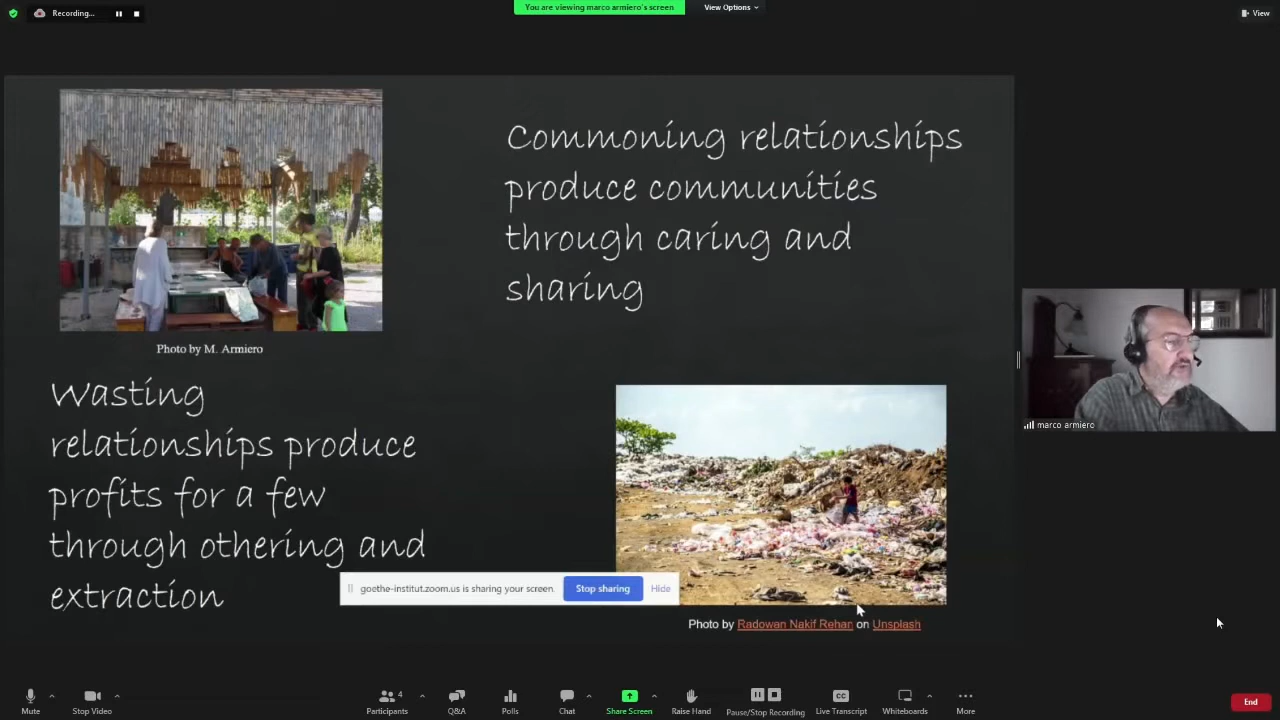 Recording...
You are viewing marco armiero's screen
View Options
View
Commoning relationships
produce communities
through caring and
sharing
Photo by M. Armiero
Wasting
relationships produce
profits for a few
through othering and
extraction
marco armiero
goethe-institut.zoom.us is sharing your screen.
Stop sharing
Hide
Photo by Radowan Nakif Rehan on Unsplash
Mute
Stop Video
4
Participants
Q&A
Polls
Chat
Share Screen
Raise Hand
Pause/Stop Recording
CC
Live Transcript
Whiteboards
More
End